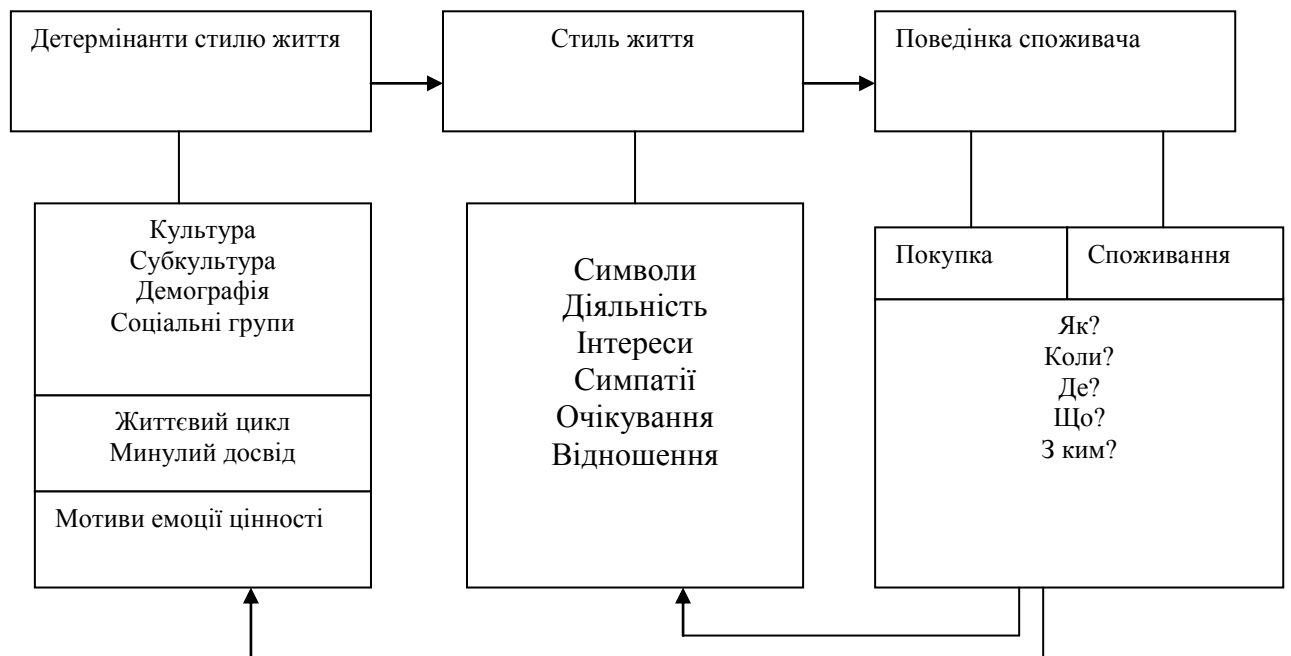 Детермінанти стилю життя
Стиль життя
Поведінка споживача
Культура
Субкультура
Демографія
Соціальні групи
Життєвий цикл
Минулий досвід
Мотиви емоції цінності
Символи
Діяльність
Інтереси
Симпатії
Очікування
Відношення
Покупка
Споживання
Як?
Коли?
Де?
Що?
З ким?